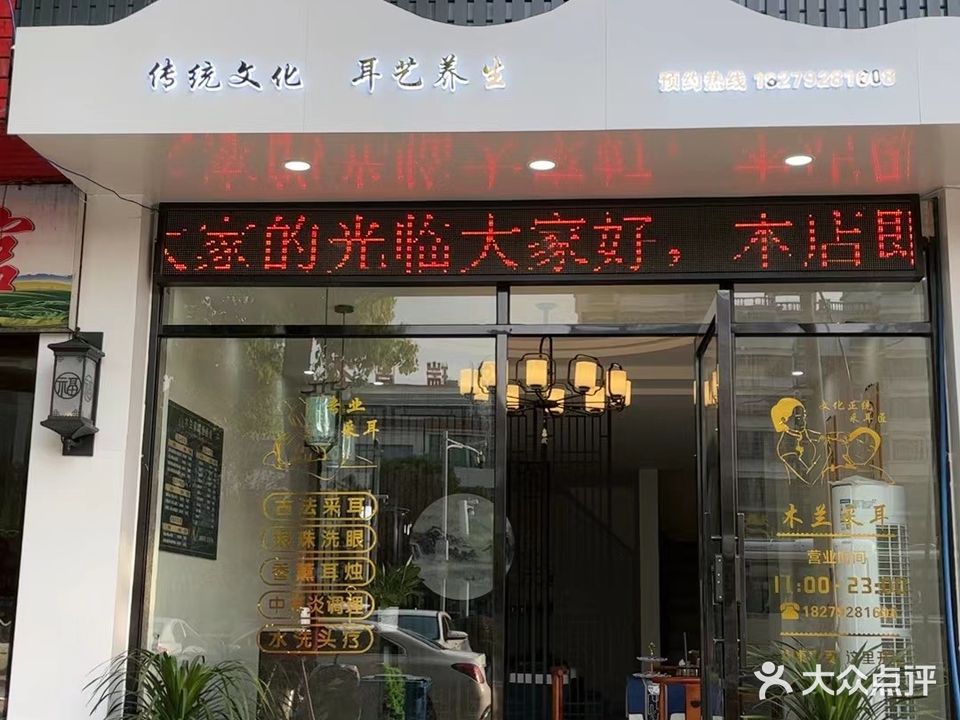 传统文化 耳艺养生
预约热线 18279281608
家的光临大家好，本店即
福
专业
采耳
古法采耳
珍珠洗眼
香薰耳烛
水洗头疗
文化正统
采耳匠
木兰采耳
营业时间
11:00-23:00
大众点评